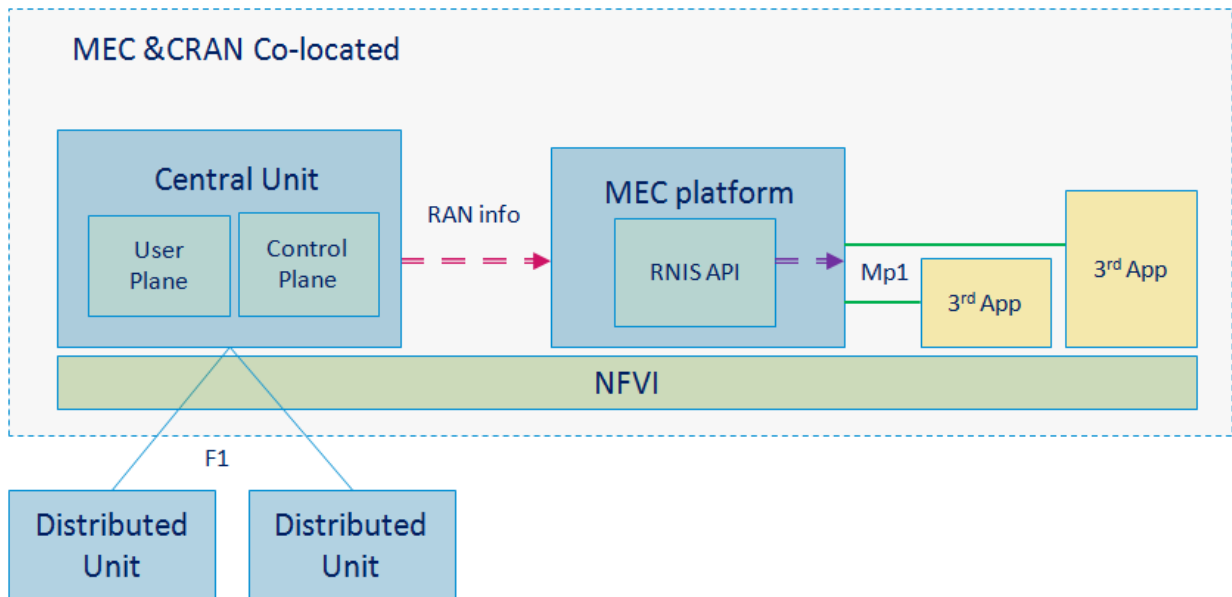 MEC &CRAN Co-located
Central Unit
User
Plane
Control
Plane
RAN info
MEC platform
RNIS API
Mp1
3rd App
3rd App
NFVI
F1
Distributed
Unit
Distributed
Unit